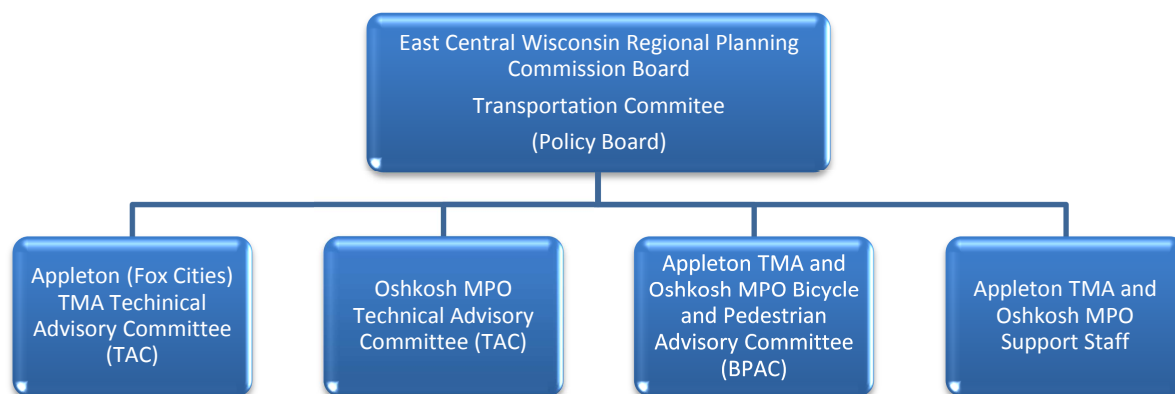 East Central Wisconsin Regional Planning
Commission Board
Transportation Commitee
(Policy Board)
Appleton (Fox Cities)
TMA Techinical
Advisory Committee
(TAC)
Oshkosh MPO
Technical Advisory
Committee (TAC)
Appleton TMA and
Oshkosh MPO Bicycle
and Pedestrian
Advisory Committee
(BPAC)
Appleton TMA and
Oshkosh MPO
Support Staff